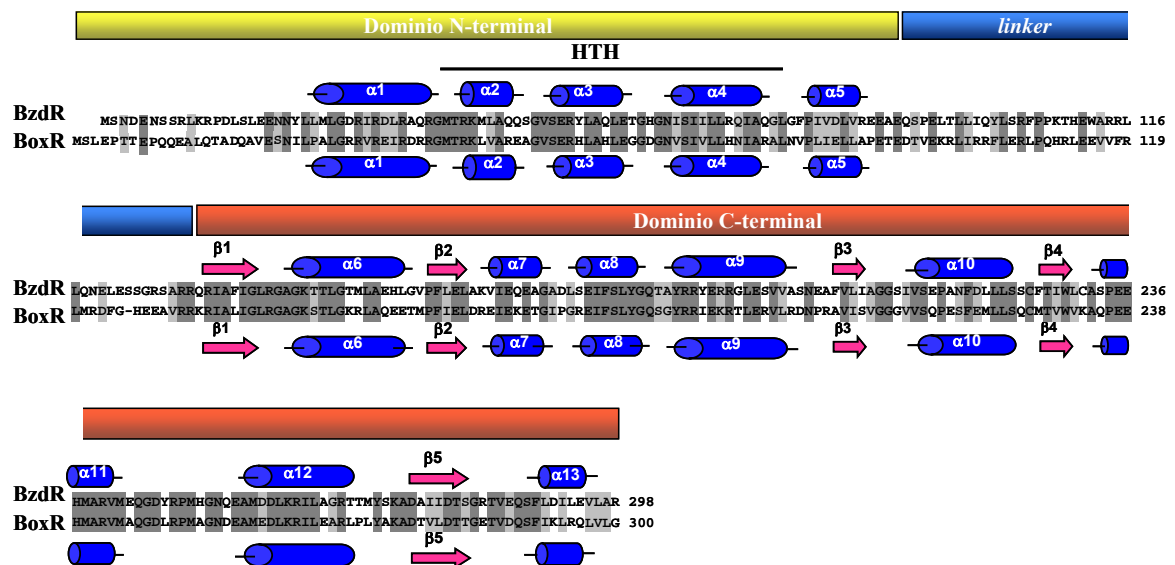 Dominio N-terminal linker
HTH
α1 α2 α3 α4 α5
BzdR MSNDENSSRLKRPDLSLEENNYLLMLGDRIRDLRAQRGMTRKMLAQQSGVSERYLAQLETGHGNISIILLRQIAQGLGFPIVDLVREEAEQSPELTLLIQYLSRFPPKTHEWARRL 116
BoxR MSLEPTTEPQQEALQTADQAVESNILPALGRRVREIRDRRGMTRKLVAREAGVSERHLAHLEGGDGNVSIVLLHNIARALNVPLIELLAPETEDTVEKRLIRRFLERLPQHRLEEVVFR 119
α1 α2 α3 α4 α5
Dominio C-terminal
β1 α6 β2 α7 α8 α9 β3 α10 β4
BzdR LQNELESSGRSARRQRIAFIGLRGAGKTTLGTMLAEHLGVPFLELAKVIEQEAGADLSEIFSLYGQTAYRRYERRGLESVVASNEAFVLIAGGSIVSEPANFDLLLSSCFTIWLCASPEE 236
BoxR LMRDFG-HEEAVRRKRIALIGLRGAGKSTLGKRLAQEETMPFIELDREIEKETGIPGREIFSLYGQSGYRRIEKRTLERVLRDNPRAVISVGGGVVSQPESFEMLLSQCMTVWVKAQPEE 238
β1 α6 β2 α7 α8 α9 β3 α10 β4
α11 α12 β5 α13
BzdR HMARVMEQGDYRPMHGNQEAMDDLKRILAGRTTMYSKADAIIDTSGRTVEQSFLDILEVLAR 298
BoxR HMARVMAQGDLRPMAGNDEAMEDLKRILEARLPLYAKADTVLDTTGETVDQSFIKLRQLVLG 300
β5